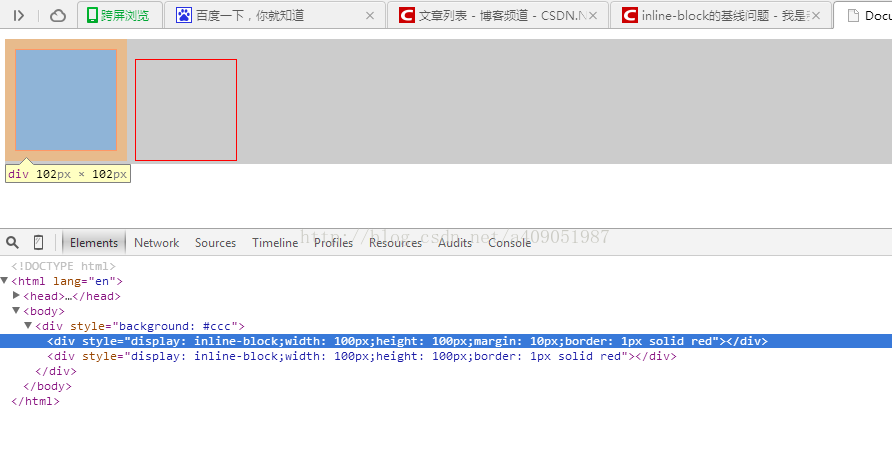 跨屏浏览 百度一下，你就知道 文章列表 - 博客频道 - CSDN.N inline-block的基线问题 - 我是 Docu
div 102px × 102px
http://blog.csdn.net/a409051987
Elements Network Sources Timeline Profiles Resources Audits Console
<!DOCTYPE html>
<html lang="en">
<head>…</head>
<body>
<div style="background: #ccc">
<div style="display: inline-block;width: 100px;height: 100px;margin: 10px;border: 1px solid red"></div>
<div style="display: inline-block;width: 100px;height: 100px;border: 1px solid red"></div>
</div>
</body>
</html>